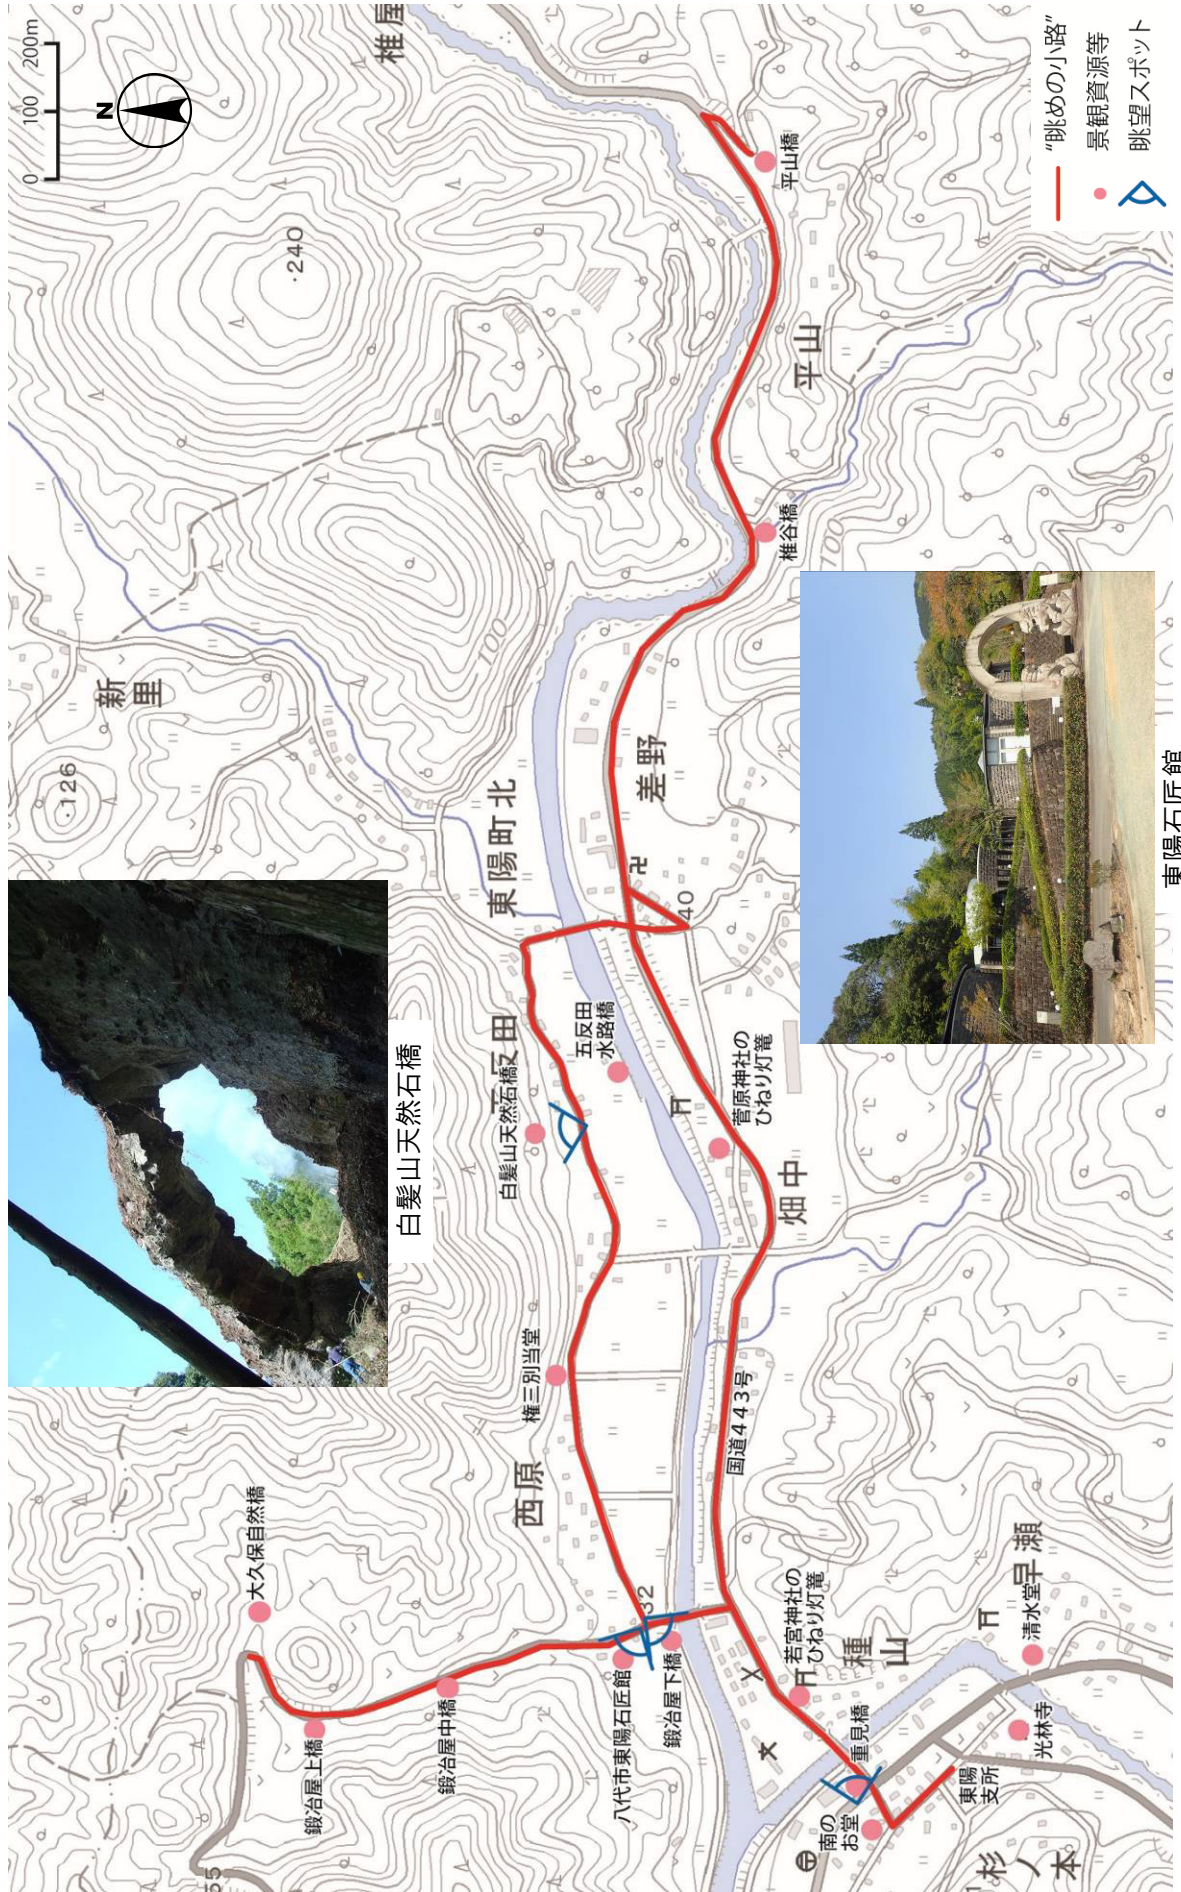 0 100 200m
N
“眺めの小路”
景観資源等
眺望スポット
椎屋
・240
平山橋
平山
椎谷橋
100
100
新里
・126
東陽町北
差野
40
白髪山天然石橋
白髪山天然石橋
五反田
水路橋
菅原神社の
ひねり灯篭
畑中
権三別当堂
西原
国道443号
32
大久保自然橋
鍛冶屋上橋
鍛冶屋中橋
八代市東陽石匠館
鍛冶屋下橋
若宮神社の
ひねり灯篭
種山
重見橋
南の
お堂
東陽
支所
光林寺
清水堂
早瀬
杉ノ本
55
東陽石匠館